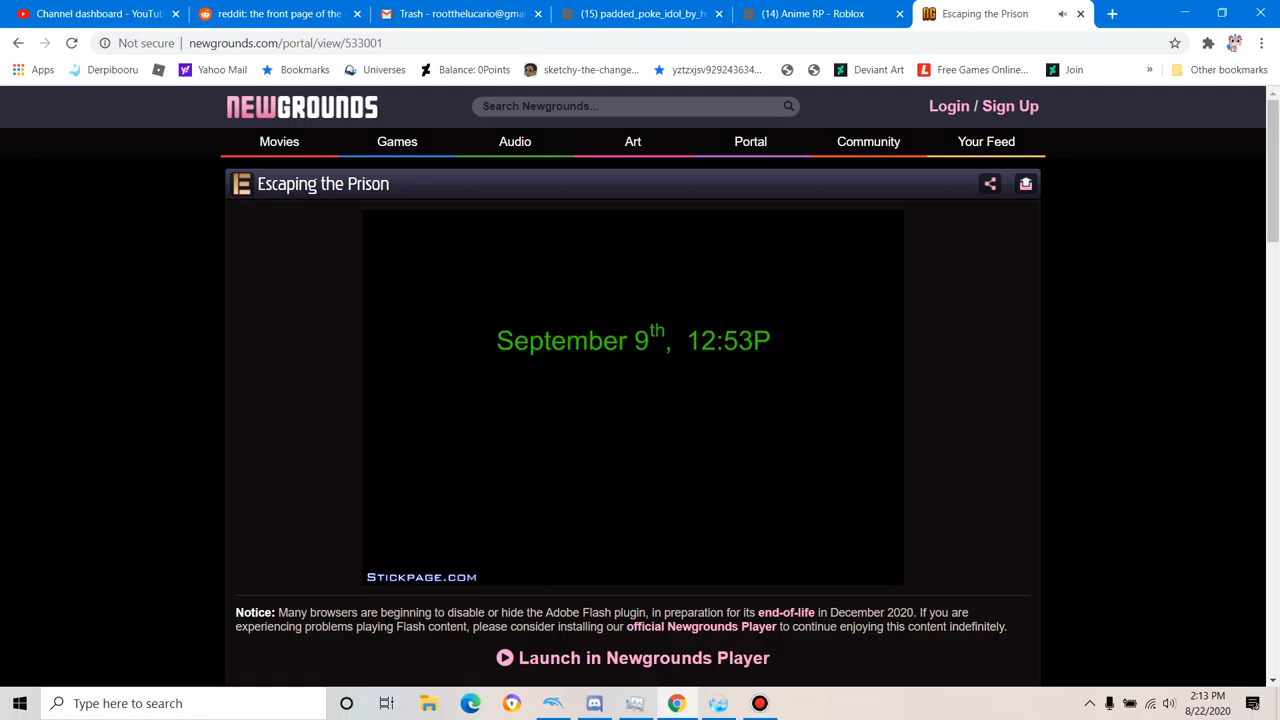 Channel dashboard - YouTub
reddit: the front page of the
Trash - rootthelucario@gma
(15) padded_poke_idol_by_h
(14) Anime RP - Roblox
Escaping the Prison
Not secure
newgrounds.com/portal/view/533001
Apps
Derpibooru
Yahoo Mail
Bookmarks
Universes
Balance: 0Points
sketchy-the-change...
yztzxjsv929243634...
Deviant Art
Free Games Online...
Join
»
Other bookmarks
NEWGROUNDS
Search Newgrounds...
Login / Sign Up
Movies
Games
Audio
Art
Portal
Community
Your Feed
Escaping the Prison
September 9th, 12:53P
STICKPAGE.COM
Notice: Many browsers are beginning to disable or hide the Adobe Flash plugin, in preparation for its end-of-life in December 2020. If you are
experiencing problems playing Flash content, please consider installing our official Newgrounds Player to continue enjoying this content indefinitely.
Launch in Newgrounds Player
Type here to search
2:13 PM
8/22/2020